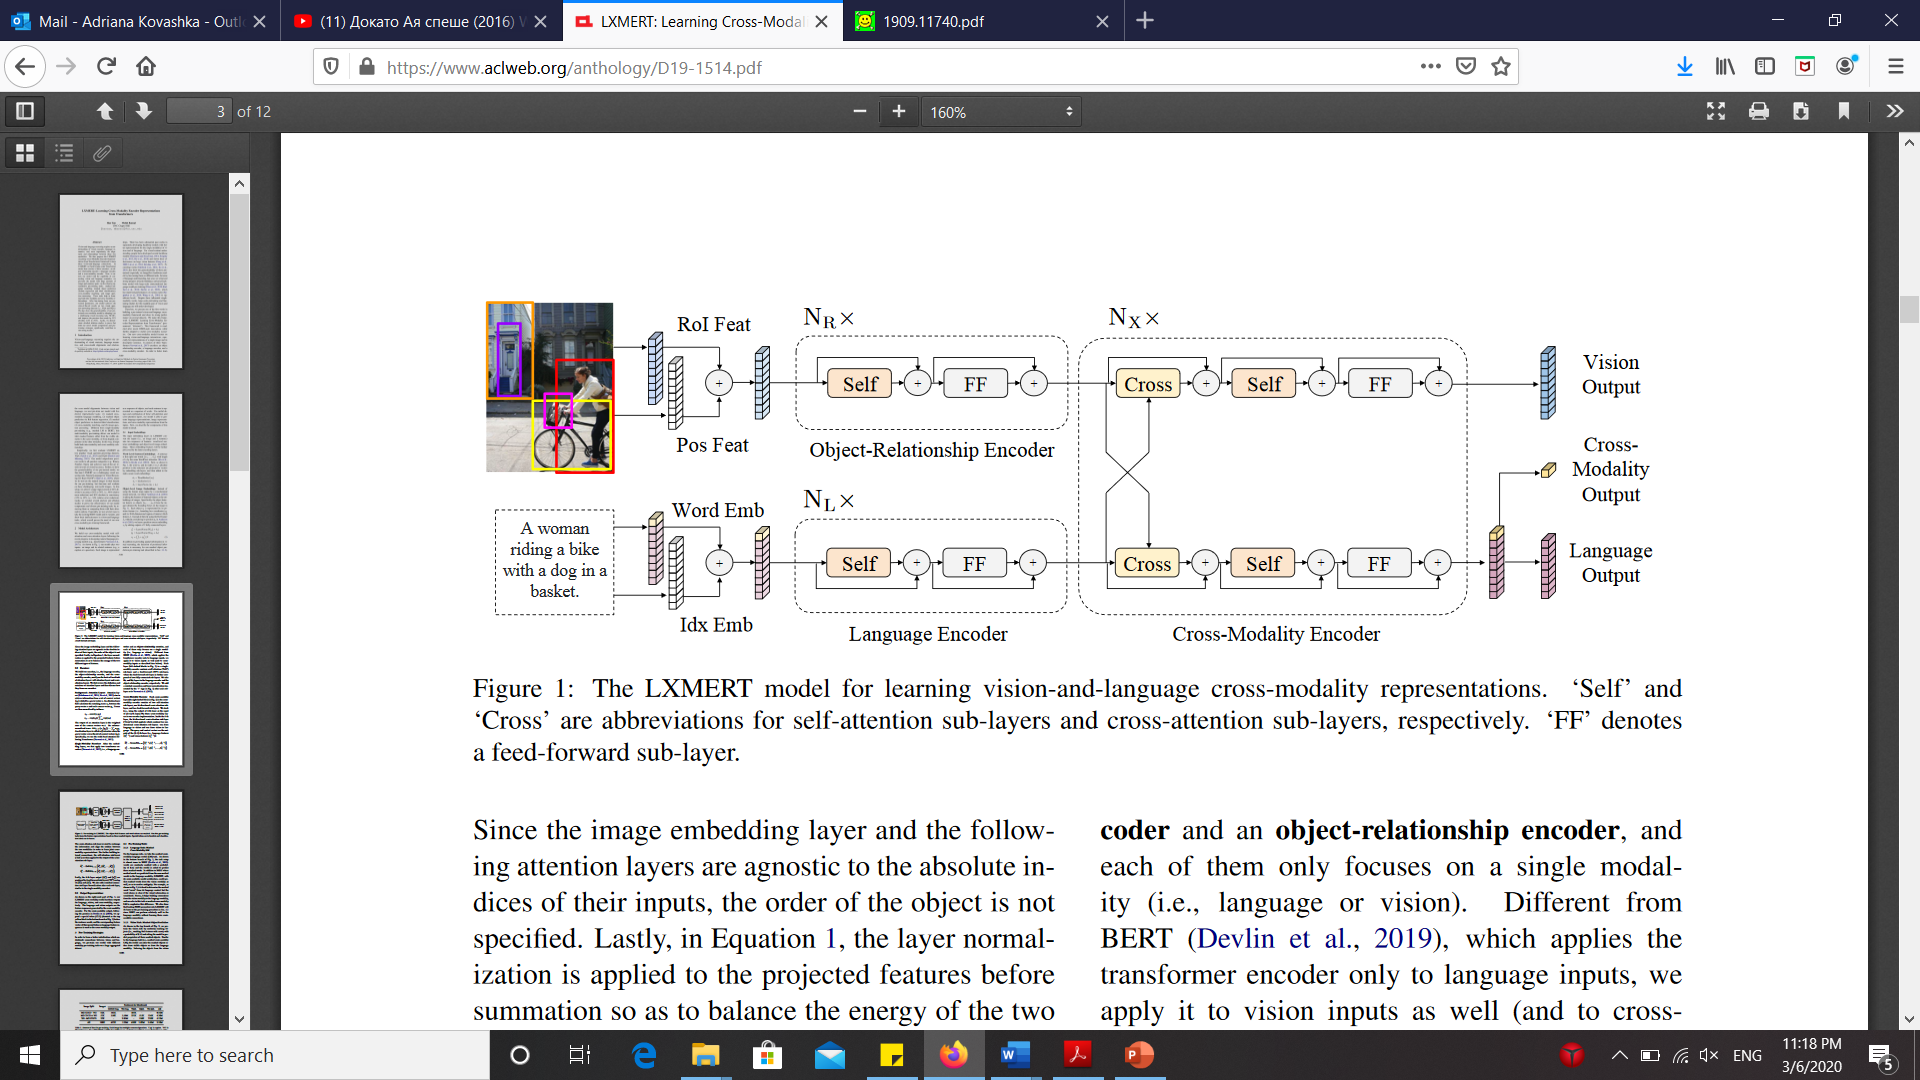 Mail - Adriana Kovashka - Outl
(11) Докато Ая спеше (2016)
LXMERT: Learning Cross-Modal
1909.11740.pdf
https://www.aclweb.org/anthology/D19-1514.pdf
3 of 12
160%
RoI Feat
Pos Feat
Word Emb
Idx Emb
A woman
riding a bike
with a dog in a
basket.
NR×
Self + FF +
Object-Relationship Encoder
NL×
Self + FF +
Language Encoder
NX×
Cross + Self + FF +
Cross + Self + FF +
Cross-Modality Encoder
Vision
Output
Cross-
Modality
Output
Language
Output
Figure 1: The LXMERT model for learning vision-and-language cross-modality representations. ‘Self’ and
‘Cross’ are abbreviations for self-attention sub-layers and cross-attention sub-layers, respectively. ‘FF’ denotes
a feed-forward sub-layer.
Since the image embedding layer and the follow-
ing attention layers are agnostic to the absolute in-
dices of their inputs, the order of the object is not
specified. Lastly, in Equation 1, the layer normal-
ization is applied to the projected features before
summation so as to balance the energy of the two
coder and an object-relationship encoder, and
each of them only focuses on a single modal-
ity (i.e., language or vision). Different from
BERT (Devlin et al., 2019), which applies the
transformer encoder only to language inputs, we
apply it to vision inputs as well (and to cross-
Type here to search
ENG
11:18 PM
3/6/2020
5